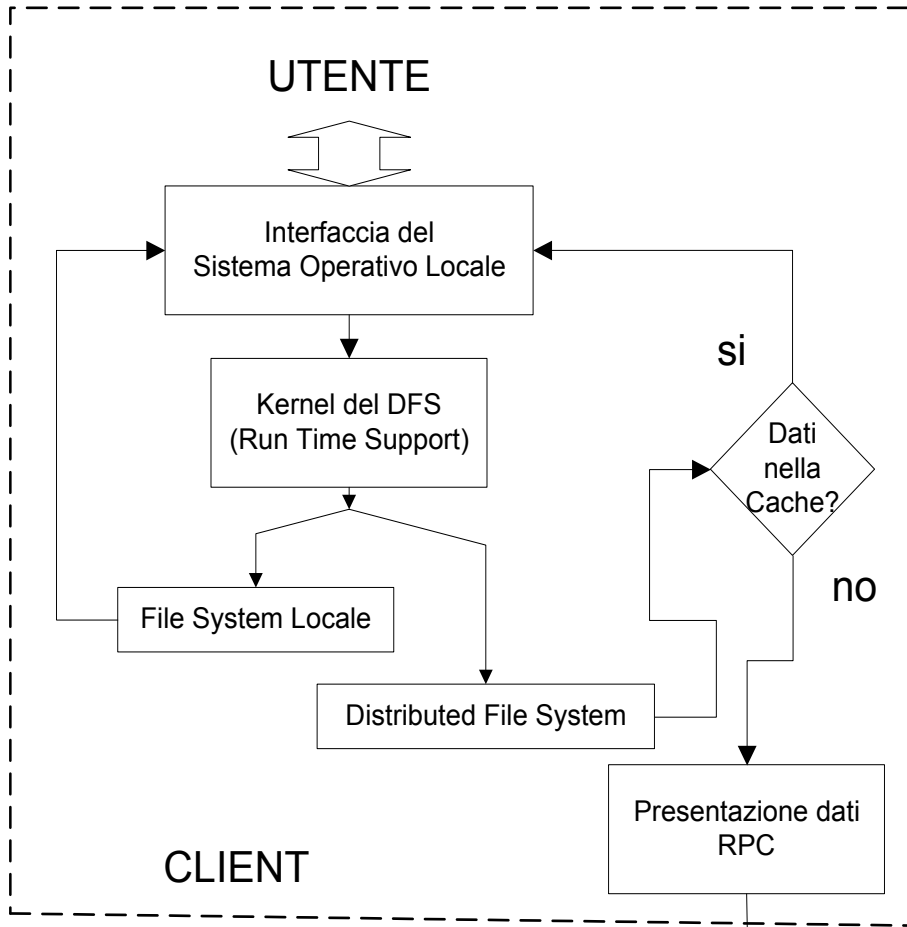 UTENTE
Interfaccia del
Sistema Operativo Locale
Kernel del DFS
(Run Time Support)
si
Dati
nella
Cache?
no
File System Locale
Distributed File System
Presentazione dati
RPC
CLIENT